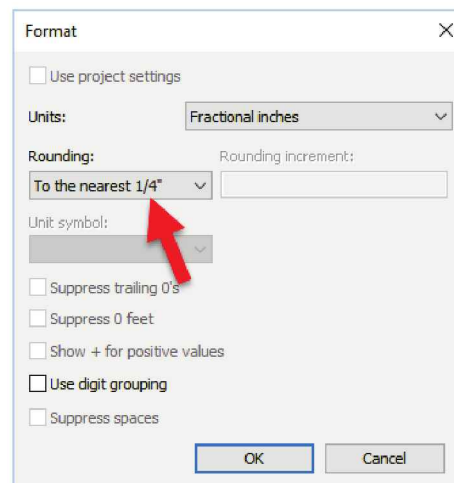 Format
Use project settings
Units: Fractional inches
Rounding: Rounding increment:
To the nearest 1/4"
Unit symbol:
Suppress trailing 0's
Suppress 0 feet
Show + for positive values
Use digit grouping
Suppress spaces
OK Cancel